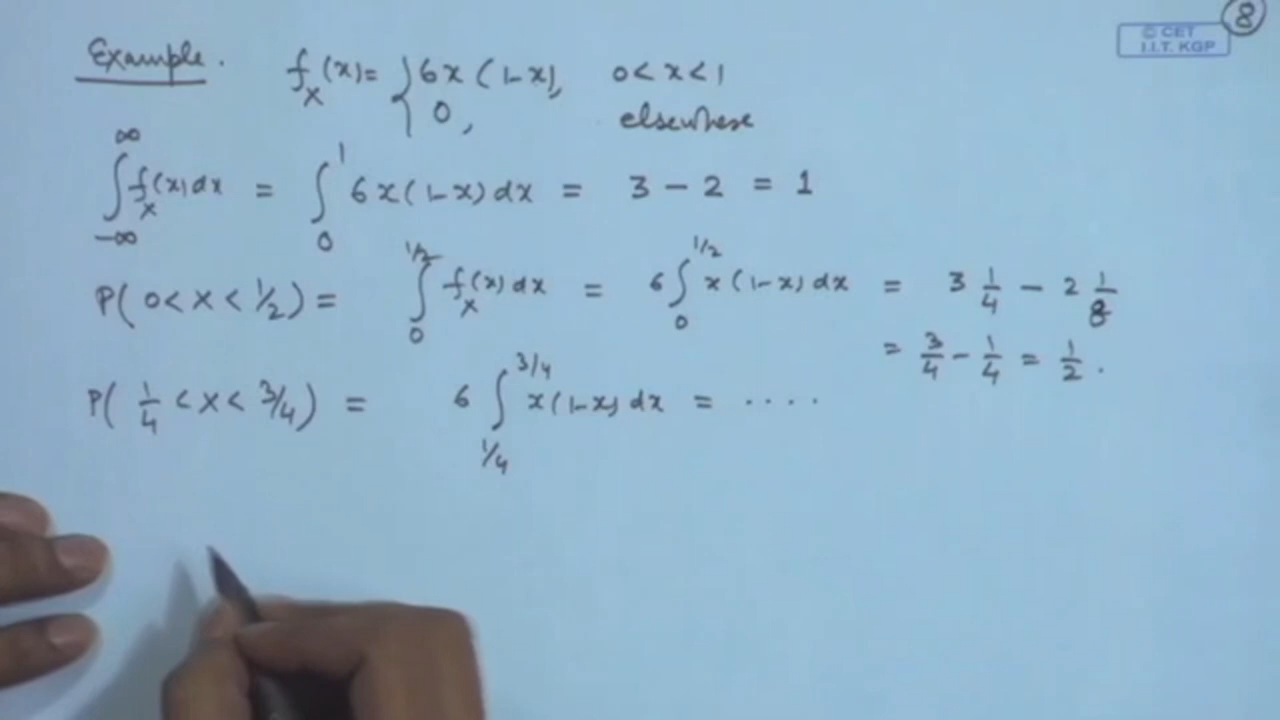 8
© CET
I.I.T. KGP
Example. f_X(x) = { 6x(1-x), 0 < x < 1
0, elsewhere
∫_{-∞}^{∞} f_X(x) dx = ∫_0^1 6x(1-x) dx = 3 - 2 = 1
P(0 < X < 1/2) = ∫_0^{1/2} f_X(x) dx = 6 ∫_0^{1/2} x(1-x) dx = 3 1/4 - 2 1/8
= 3/4 - 1/4 = 1/2.
P(1/4 < X < 3/4) = 6 ∫_{1/4}^{3/4} x(1-x) dx = ....